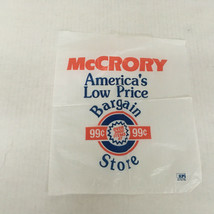 McCRORY
America's
Low Price
Bargain
99¢ 99¢
Store